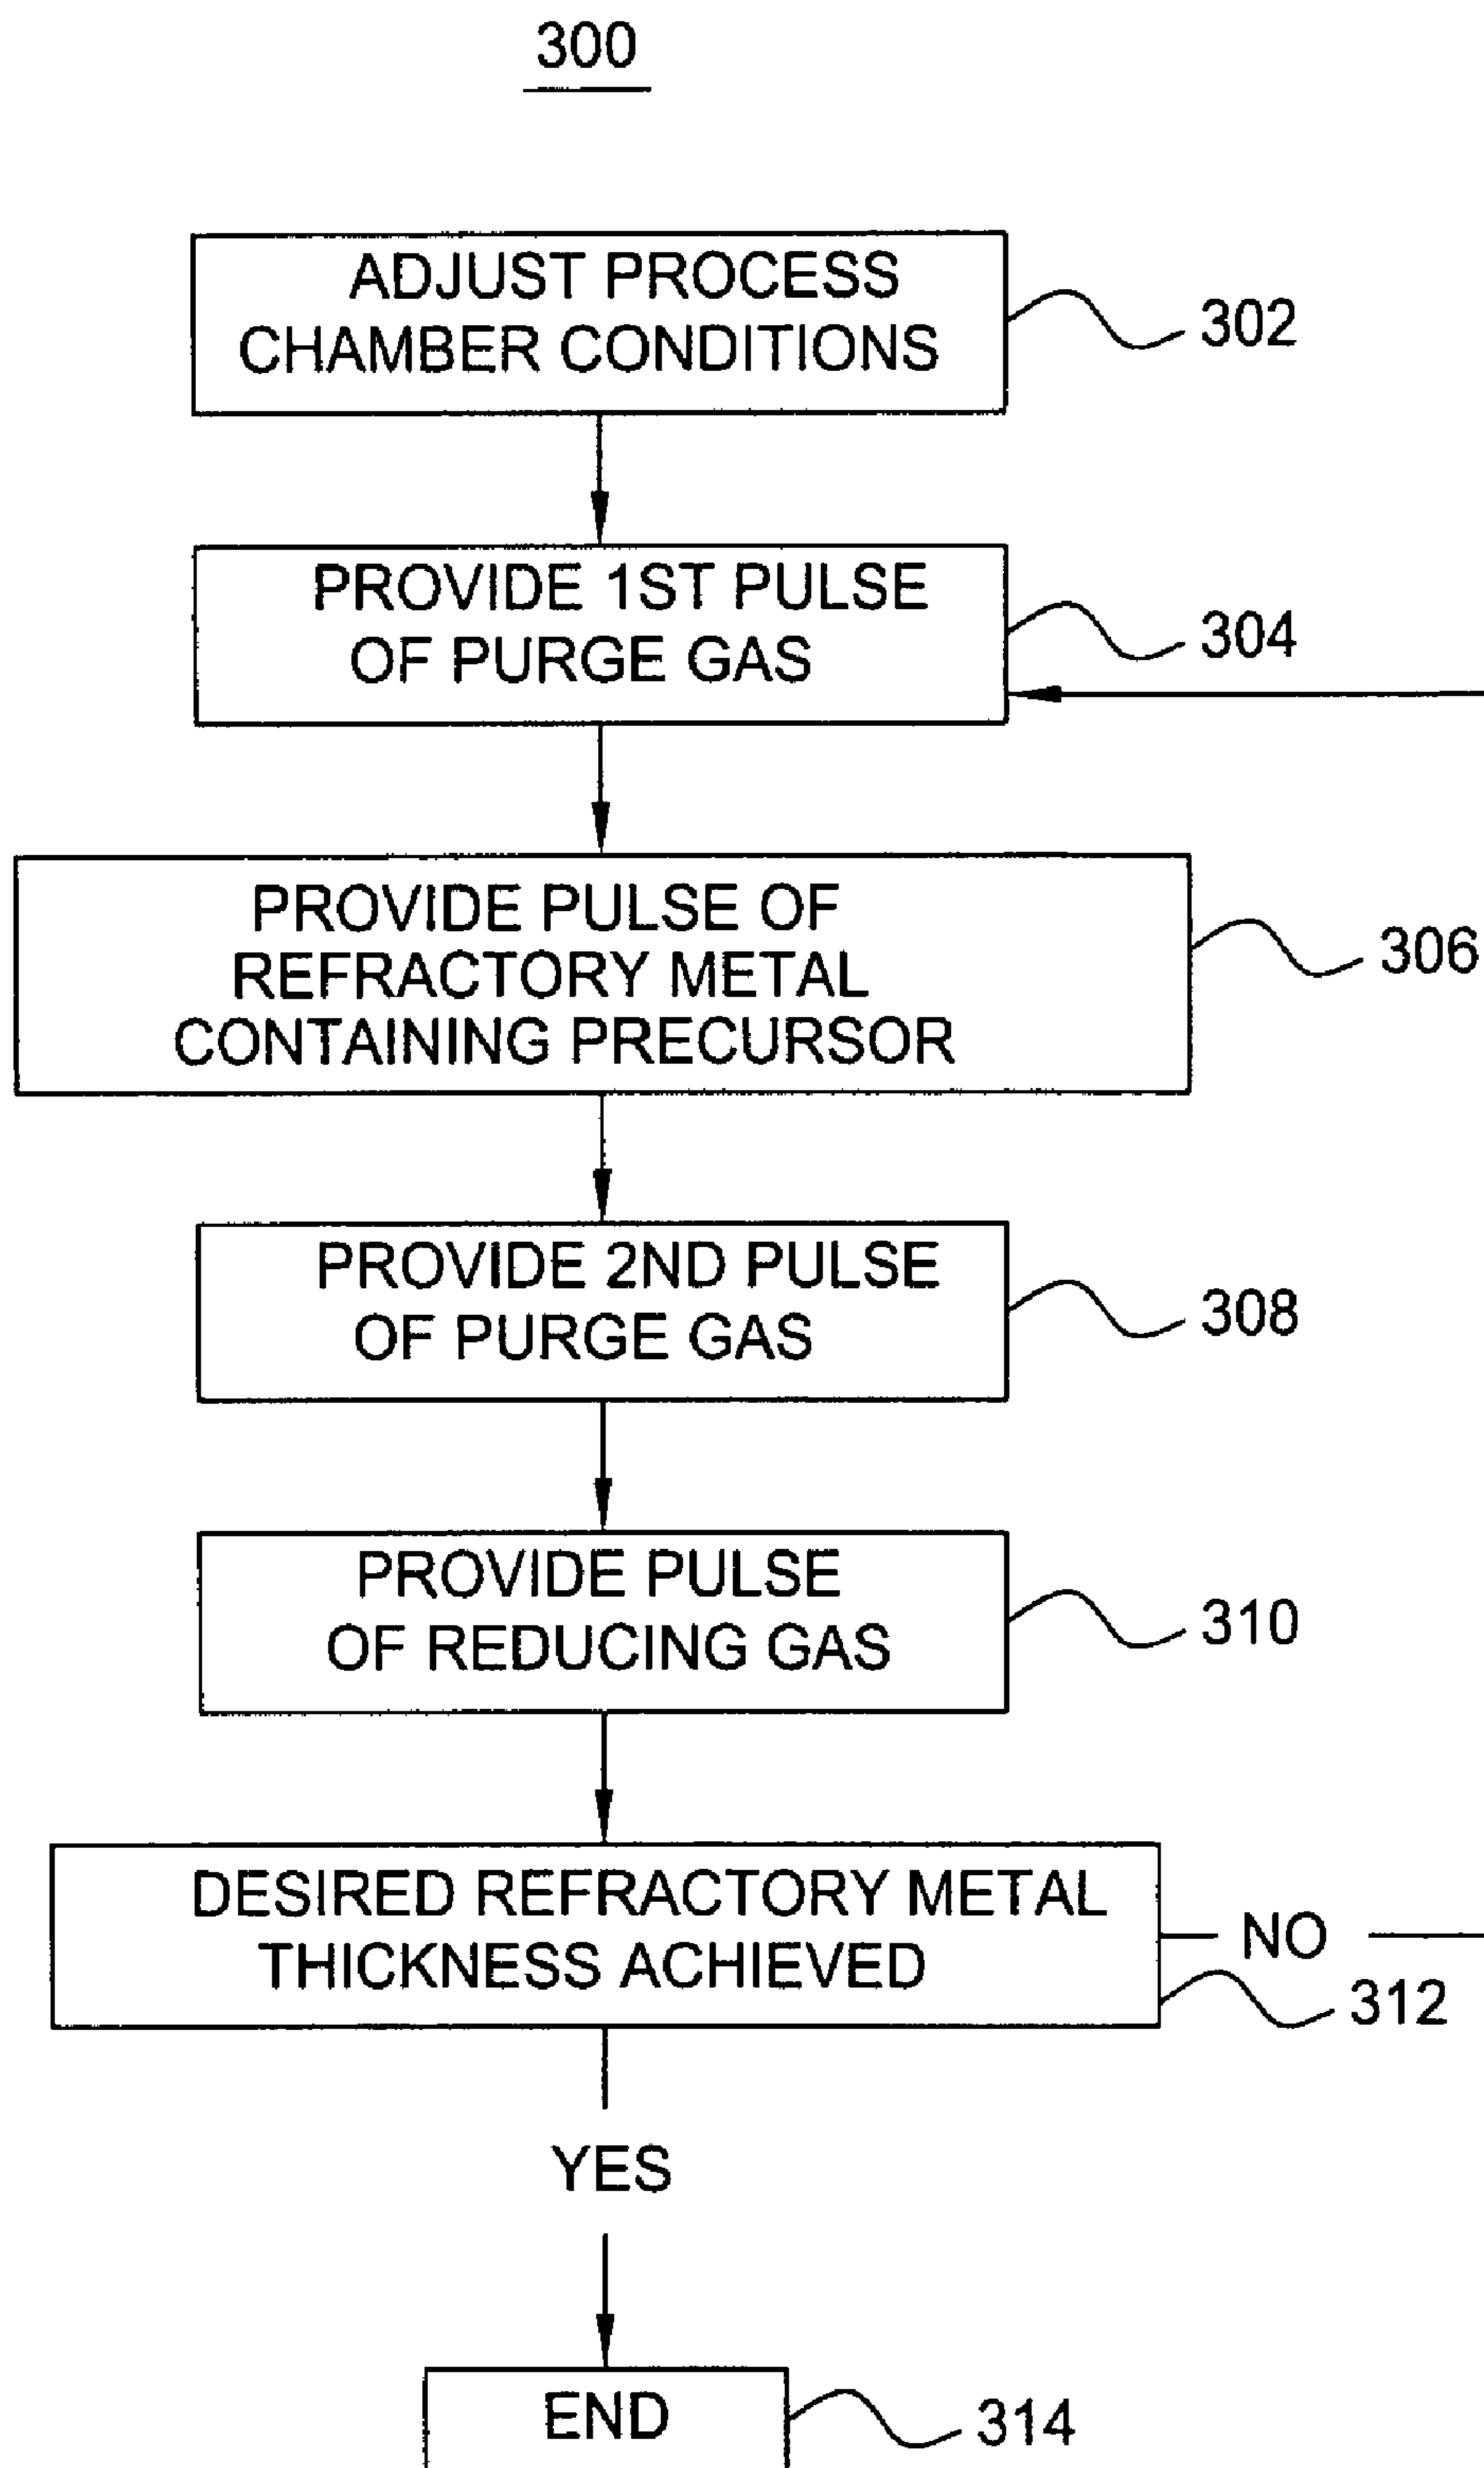 300
ADJUST PROCESS
CHAMBER CONDITIONS
302
PROVIDE 1ST PULSE
OF PURGE GAS
304
PROVIDE PULSE OF
REFRACTORY METAL
CONTAINING PRECURSOR
306
PROVIDE 2ND PULSE
OF PURGE GAS
308
PROVIDE PULSE
OF REDUCING GAS
310
DESIRED REFRACTORY METAL
THICKNESS ACHIEVED
NO
312
YES
END
314